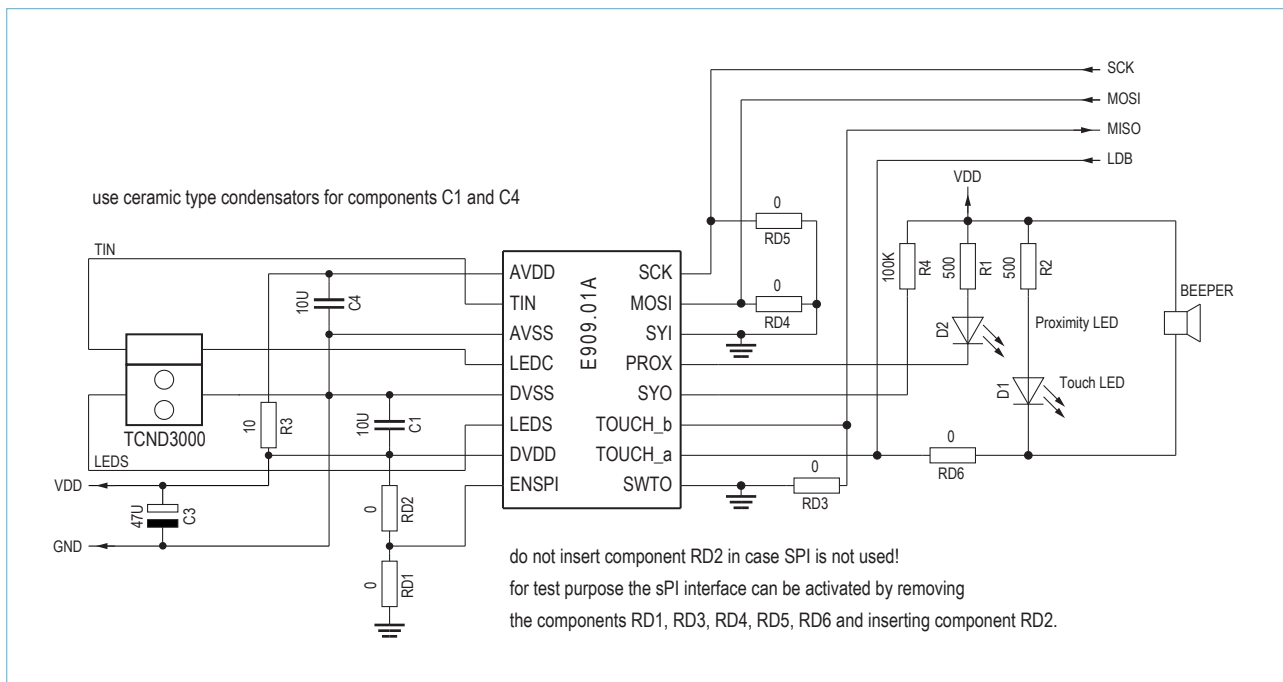 SCK
MOSI
MISO
LDB
VDD
use ceramic type condensators for components C1 and C4
TIN
0
RD5
100K
R4
500
R1
500
R2
BEEPER
10U
C4
AVDD
TIN
AVSS
LEDC
DVSS
LEDS
DVDD
ENSPI
E909.01A
SCK
MOSI
SYI
PROX
SYO
TOUCH_b
TOUCH_a
SWTO
0
RD4
D2
Proximity LED
D1
Touch LED
TCND3000
10
R3
10U
C1
LEDS
0
RD6
VDD
47U
C3
0
RD2
0
RD3
GND
0
RD1
do not insert component RD2 in case SPI is not used!
for test purpose the sPI interface can be activated by removing
the components RD1, RD3, RD4, RD5, RD6 and inserting component RD2.